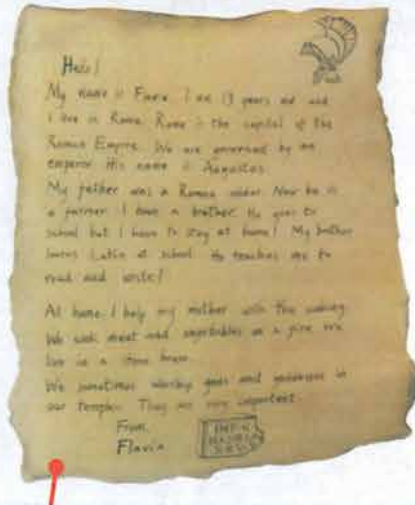 Hello!
My name is Flavia. I am 13 years old and
I live in Rome. Rome is the capital of the
Roman Empire. We are governed by an
emperor. His name is Augustus.
My father was a Roman soldier. Now he is
a farmer. I have a brother. He goes to
school but I have to stay at home! My brother
learns Latin at school. He teaches me to
read and write!
At home I help my mother with the cooking.
We cook meat and vegetables on a fire. We
live in a stone house.
We sometimes worship gods and goddesses in
our temples. They are very important.
From,
Flavia